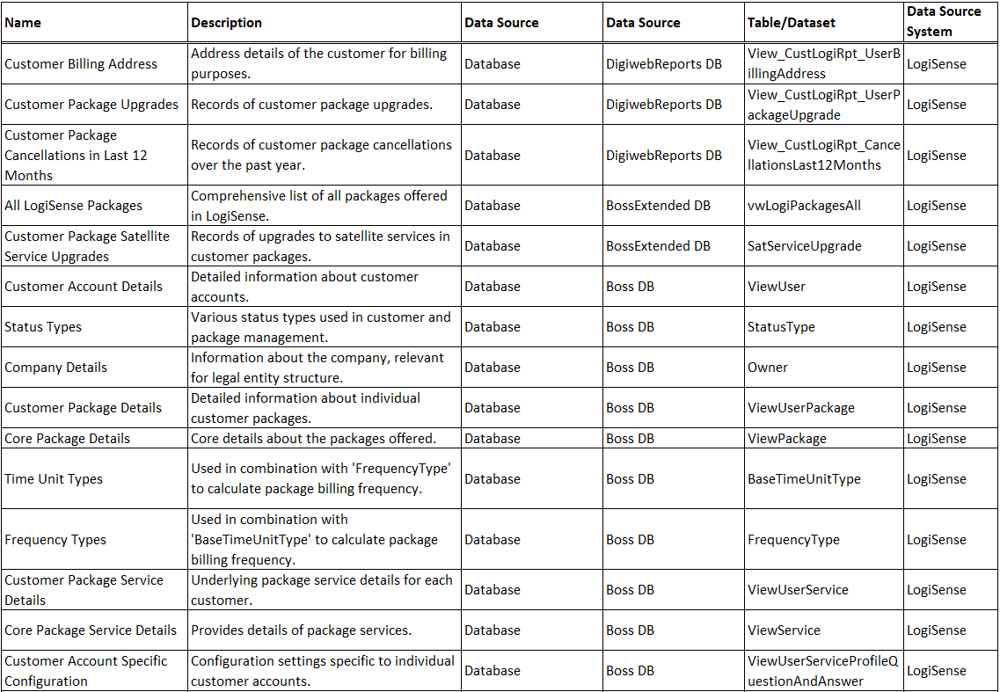 Name	Description	Data Source	Data Source	Table/Dataset	Data Source
System
Customer Billing Address	Address details of the customer for billing
purposes.	Database	DigiwebReports DB	View_CustLogiRpt_UserB
illingAddress	LogiSense
Customer Package Upgrades	Records of customer package upgrades.	Database	DigiwebReports DB	View_CustLogiRpt_UserP
ackageUpgrade	LogiSense
Customer Package
Cancellations in Last 12
Months	Records of customer package cancellations
over the past year.	Database	DigiwebReports DB	View_CustLogiRpt_Cance
llationsLast12Months	LogiSense
All LogiSense Packages	Comprehensive list of all packages offered
in LogiSense.	Database	BossExtended DB	vwLogiPackagesAll	LogiSense
Customer Package Satellite
Service Upgrades	Records of upgrades to satellite services in
customer packages.	Database	BossExtended DB	SatServiceUpgrade	LogiSense
Customer Account Details	Detailed information about customer
accounts.	Database	Boss DB	ViewUser	LogiSense
Status Types	Various status types used in customer and
package management.	Database	Boss DB	StatusType	LogiSense
Company Details	Information about the company, relevant
for legal entity structure.	Database	Boss DB	Owner	LogiSense
Customer Package Details	Detailed information about individual
customer packages.	Database	Boss DB	ViewUserPackage	LogiSense
Core Package Details	Core details about the packages offered.	Database	Boss DB	ViewPackage	LogiSense
Time Unit Types	Used in combination with 'FrequencyType'
to calculate package billing frequency.	Database	Boss DB	BaseTimeUnitType	LogiSense
Frequency Types	Used in combination with
'BaseTimeUnitType' to calculate package
billing frequency.	Database	Boss DB	FrequencyType	LogiSense
Customer Package Service
Details	Underlying package service details for each
customer.	Database	Boss DB	ViewUserService	LogiSense
Core Package Service Details	Provides details of package services.	Database	Boss DB	ViewService	LogiSense
Customer Account Specific
Configuration	Configuration settings specific to individual
customer accounts.	Database	Boss DB	ViewUserServiceProfileQ
uestionAndAnswer	LogiSense